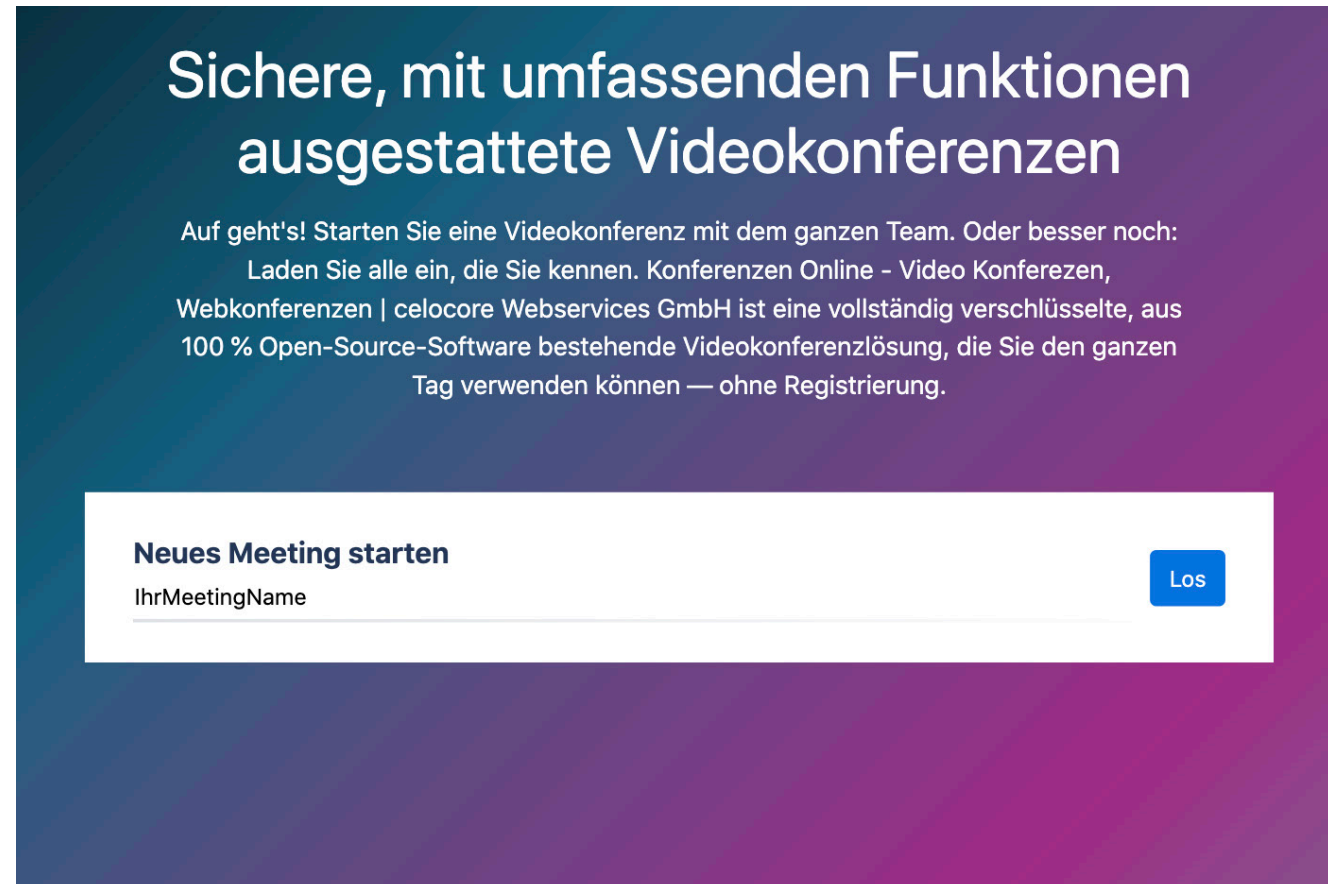 Sichere, mit umfassenden Funktionen
ausgestattete Videokonferenzen
Auf geht's! Starten Sie eine Videokonferenz mit dem ganzen Team. Oder besser noch:
Laden Sie alle ein, die Sie kennen. Konferenzen Online - Video Konferezen,
Webkonferenzen | celocore Webservices GmbH ist eine vollständig verschlüsselte, aus
100 % Open-Source-Software bestehende Videokonferenzlösung, die Sie den ganzen
Tag verwenden können — ohne Registrierung.
Neues Meeting starten
IhrMeetingName
Los